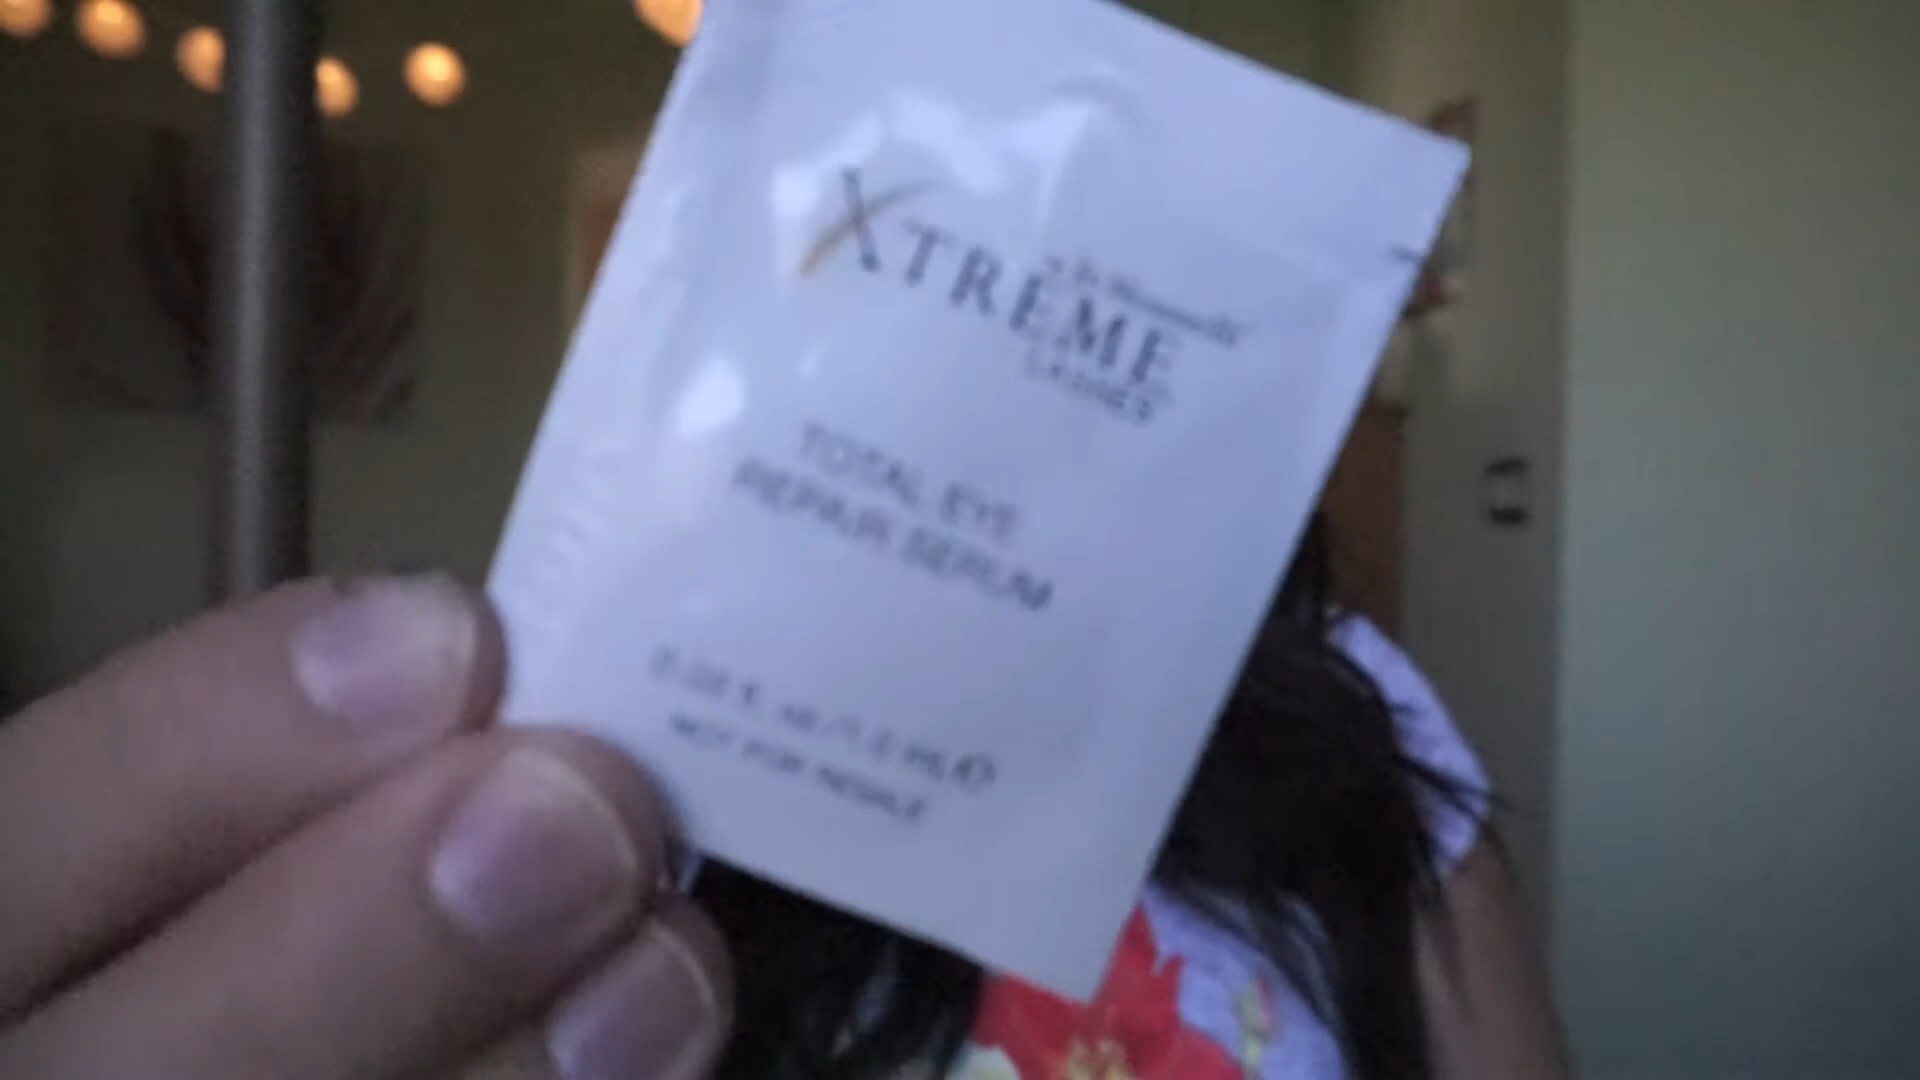 XTREME
LASHES
TOTAL EYE
REPAIR SERUM
NOT FOR RESALE